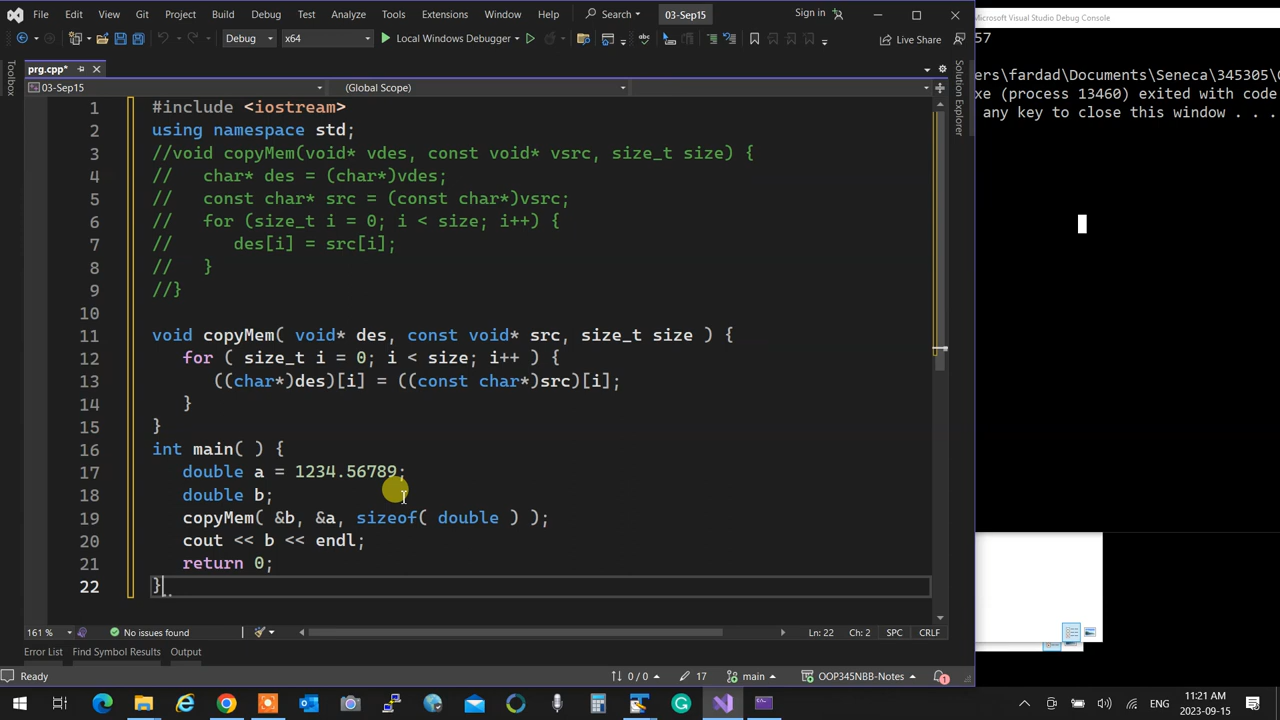 File Edit View Git Project Build Debug Test Analyze Tools Extensions Window Help Search 03-Sep15 Sign in
Debug x64 Local Windows Debugger Live Share
prg.cpp*
03-Sep15 (Global Scope)
1 #include <iostream>
2 using namespace std;
3 //void copyMem(void* vdes, const void* vsrc, size_t size) {
4 // char* des = (char*)vdes;
5 // const char* src = (const char*)vsrc;
6 // for (size_t i = 0; i < size; i++) {
7 // des[i] = src[i];
8 // }
9 //}
10
11 void copyMem( void* des, const void* src, size_t size ) {
12 for ( size_t i = 0; i < size; i++ ) {
13 ((char*)des)[i] = ((const char*)src)[i];
14 }
15 }
16 int main( ) {
17 double a = 1234.56789;
18 double b;
19 copyMem( &b, &a, sizeof( double ) );
20 cout << b << endl;
21 return 0;
22 }
161 % No issues found Ln: 22 Ch: 2 SPC CRLF
Error List Find Symbol Results Output
Ready 0 / 0 17 main OOP345NBB-Notes 1
Toolbox
Solution Explorer
Microsoft Visual Studio Debug Console
57
ers\fardad\Documents\Seneca\345305\
xe (process 13460) exited with code
any key to close this window . . .
ENG 11:21 AM
2023-09-15